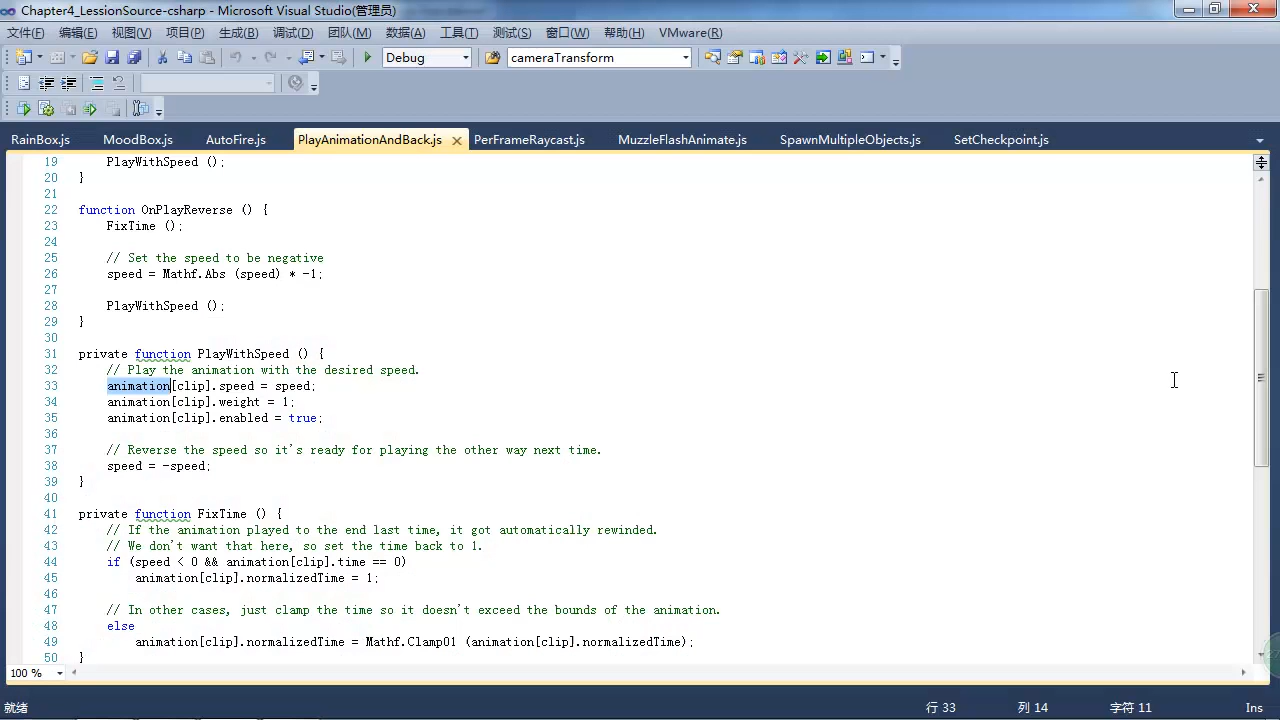 Chapter4_LessionSource-csharp - Microsoft Visual Studio(管理员)
文件(F) 编辑(E) 视图(V) 项目(P) 生成(B) 调试(D) 团队(M) 数据(A) 工具(T) 测试(S) 窗口(W) 帮助(H) VMware(R)
Debug cameraTransform
RainBox.js MoodBox.js AutoFire.js PlayAnimationAndBack.js PerFrameRaycast.js MuzzleFlashAnimate.js SpawnMultipleObjects.js SetCheckpoint.js
19 PlayWithSpeed ();
20 }
21
22 function OnPlayReverse () {
23 FixTime ();
24
25 // Set the speed to be negative
26 speed = Mathf.Abs (speed) * -1;
27
28 PlayWithSpeed ();
29 }
30
31 private function PlayWithSpeed () {
32 // Play the animation with the desired speed.
33 animation[clip].speed = speed;
34 animation[clip].weight = 1;
35 animation[clip].enabled = true;
36
37 // Reverse the speed so it's ready for playing the other way next time.
38 speed = -speed;
39 }
40
41 private function FixTime () {
42 // If the animation played to the end last time, it got automatically rewinded.
43 // We don't want that here, so set the time back to 1.
44 if (speed < 0 && animation[clip].time == 0)
45 animation[clip].normalizedTime = 1;
46
47 // In other cases, just clamp the time so it doesn't exceed the bounds of the animation.
48 else
49 animation[clip].normalizedTime = Mathf.Clamp01 (animation[clip].normalizedTime);
50 }
100 %
就绪 行 33 列 14 字符 11 Ins